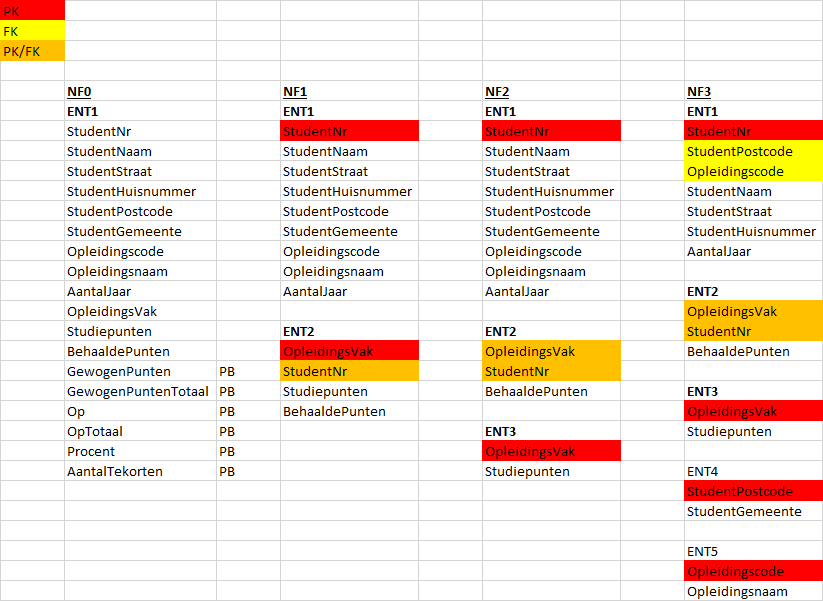 PK
FK
PK/FK
NF0
ENT1
StudentNr
StudentNaam
StudentStraat
StudentHuisnummer
StudentPostcode
StudentGemeente
Opleidingscode
Opleidingsnaam
AantalJaar
OpleidingsVak
Studiepunten
BehaaldePunten
GewogenPunten PB
GewogenPuntenTotaal PB
Op PB
OpTotaal PB
Procent PB
AantalTekorten PB
NF1
ENT1
StudentNr
StudentNaam
StudentStraat
StudentHuisnummer
StudentPostcode
StudentGemeente
Opleidingscode
Opleidingsnaam
AantalJaar
ENT2
OpleidingsVak
StudentNr
Studiepunten
BehaaldePunten
NF2
ENT1
StudentNr
StudentNaam
StudentStraat
StudentHuisnummer
StudentPostcode
StudentGemeente
Opleidingscode
Opleidingsnaam
AantalJaar
ENT2
OpleidingsVak
StudentNr
BehaaldePunten
ENT3
OpleidingsVak
Studiepunten
NF3
ENT1
StudentNr
StudentPostcode
Opleidingscode
StudentNaam
StudentStraat
StudentHuisnummer
AantalJaar
ENT2
OpleidingsVak
StudentNr
BehaaldePunten
ENT3
OpleidingsVak
Studiepunten
ENT4
StudentPostcode
StudentGemeente
ENT5
Opleidingscode
Opleidingsnaam